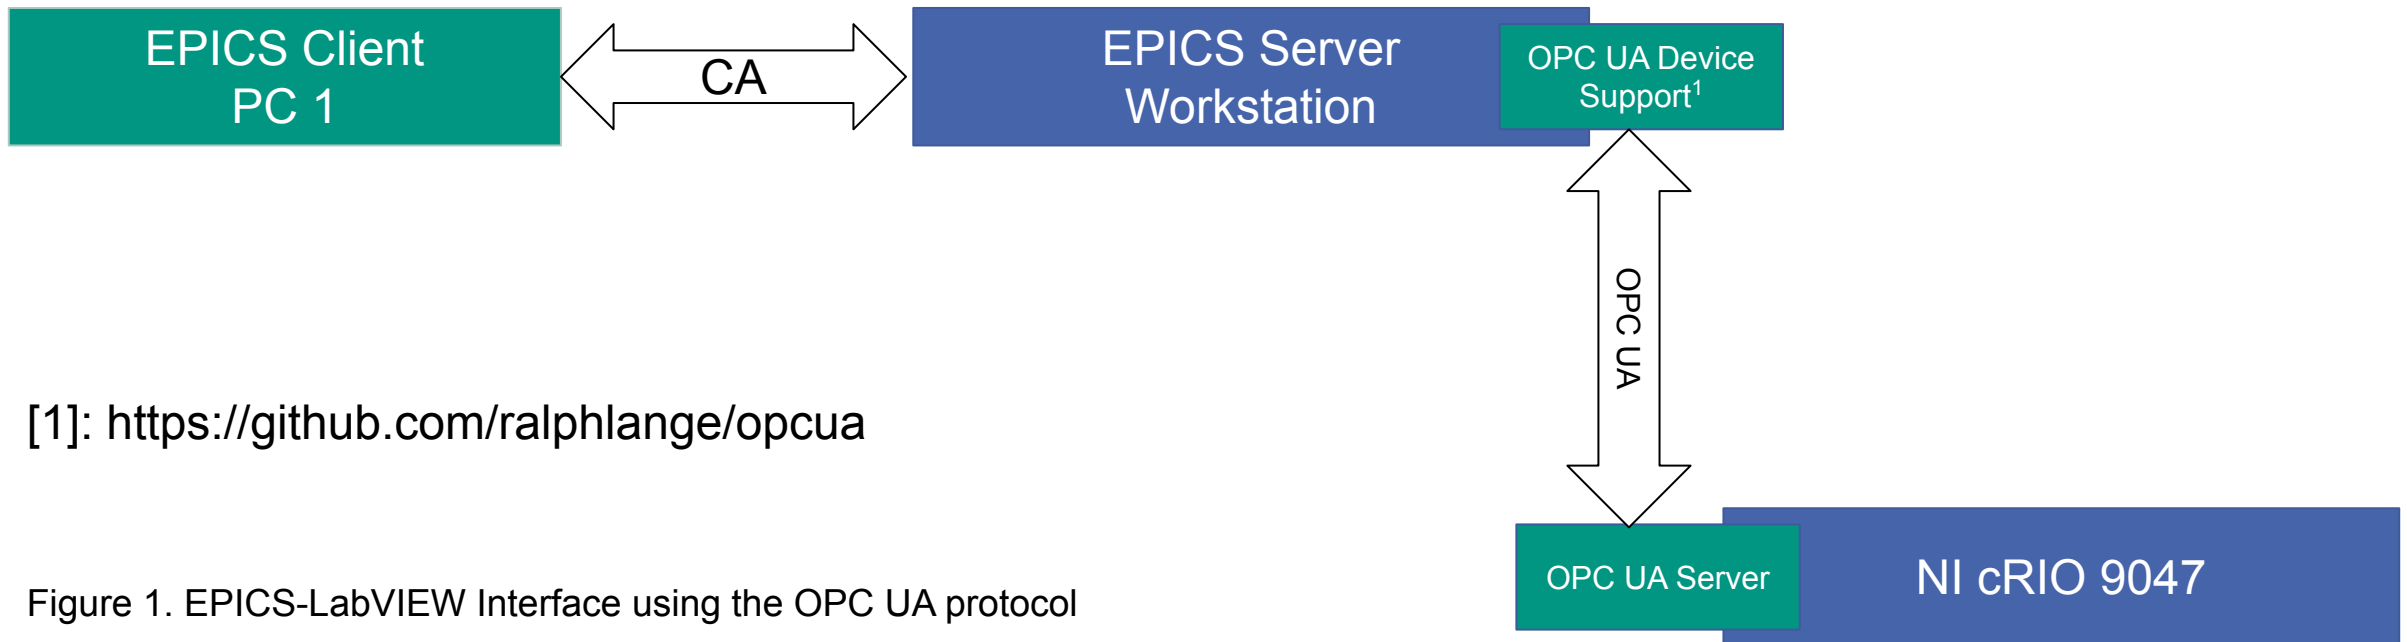 EPICS Client
PC 1
CA
EPICS Server
Workstation
OPC UA Device
Support¹
OPC UA
[1]: https://github.com/ralphlange/opcua
OPC UA Server
NI cRIO 9047
Figure 1. EPICS-LabVIEW Interface using the OPC UA protocol